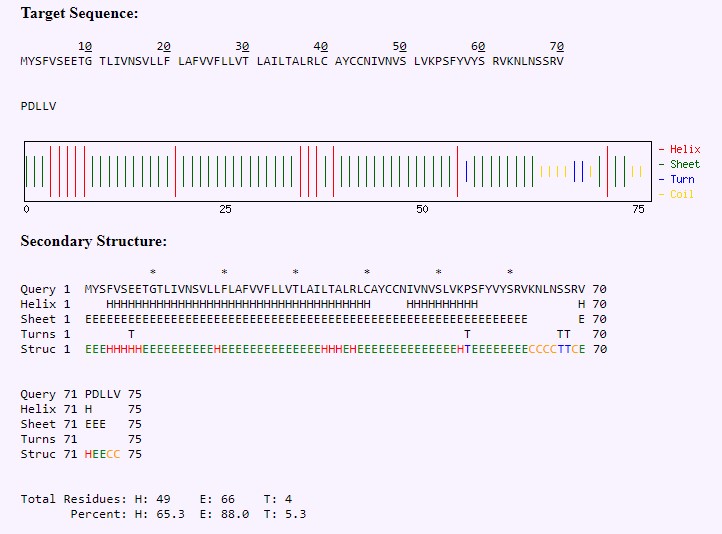 Target Sequence:
10 20 30 40 50 60 70
MYSFVSEETG TLIVNSVLLF LAFVVFLLVT LAILTALRLC AYCCNIVNVS LVKPSFYVYS RVKNLNSSRV
PDLLV
- Helix
- Sheet
- Turn
- Coil
0 25 50 75
Secondary Structure:
* * * * * *
Query 1 MYSFVSEETGTLIVNSVLLFLAFVVFLLVTLAILTALRLCAYCCNIVNVSLVKPSFYVYSRVKNLNSSRV 70
Helix 1 HHHHHHHHHHHHHHHHHHHHHHHHHHHHHHHHHHHHH HHHHHHHHHH H 70
Sheet 1 EEEEEEEEEEEEEEEEEEEEEEEEEEEEEEEEEEEEEEEEEEEEEEEEEEEEEEEEEEEEEE E 70
Turns 1 T T TT 70
Struc 1 EEEHHHHHEEEEEEEEEEHEEEEEEEEEEEEEEHHHEHEEEEEEEEEEEEEEHTEEEEEEEECCCCTTCE 70
Query 71 PDLLV 75
Helix 71 H 75
Sheet 71 EEE 75
Turns 71 75
Struc 71 HEECC 75
Total Residues: H: 49 E: 66 T: 4
Percent: H: 65.3 E: 88.0 T: 5.3